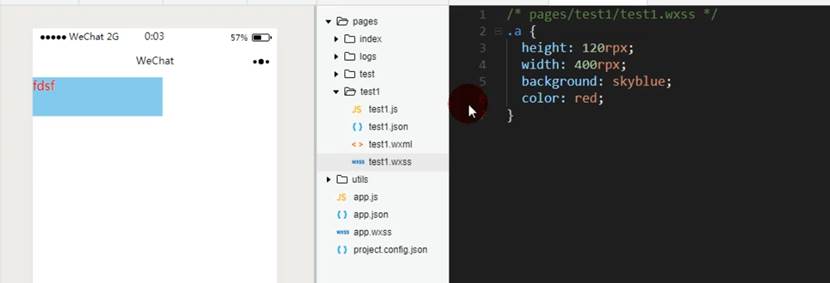 WeChat 2G 0:03 57%
WeChat
fdsf
pages
index
logs
test
test1
JS test1.js
{ } test1.json
< > test1.wxml
wxss test1.wxss
utils
JS app.js
{ } app.json
wxss app.wxss
{ } project.config.json
1 /* pages/test1/test1.wxss */
2 .a {
3 height: 120rpx;
4 width: 400rpx;
5 background: skyblue;
color: red;
}